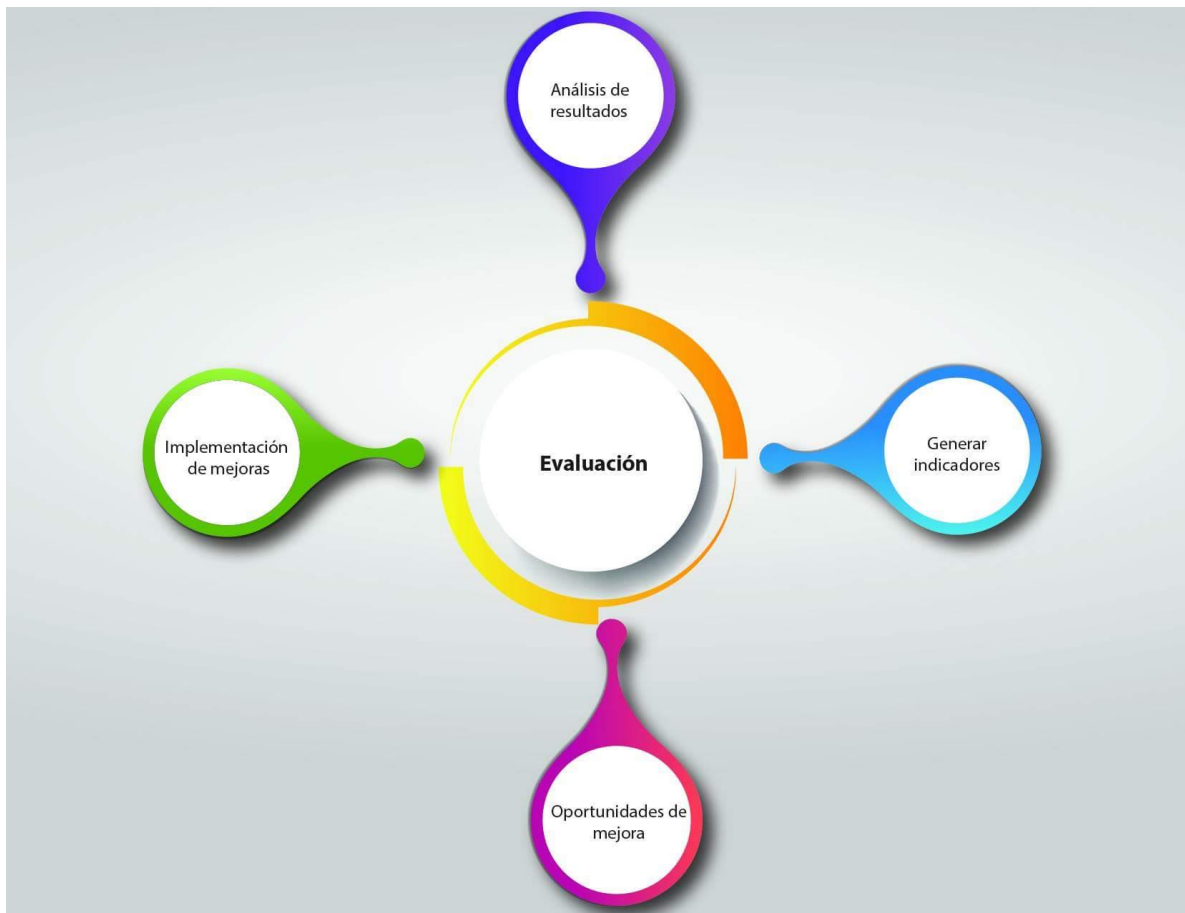 Análisis de
resultados
Implementación
de mejoras
Evaluación
Generar
indicadores
Oportunidades de
mejora